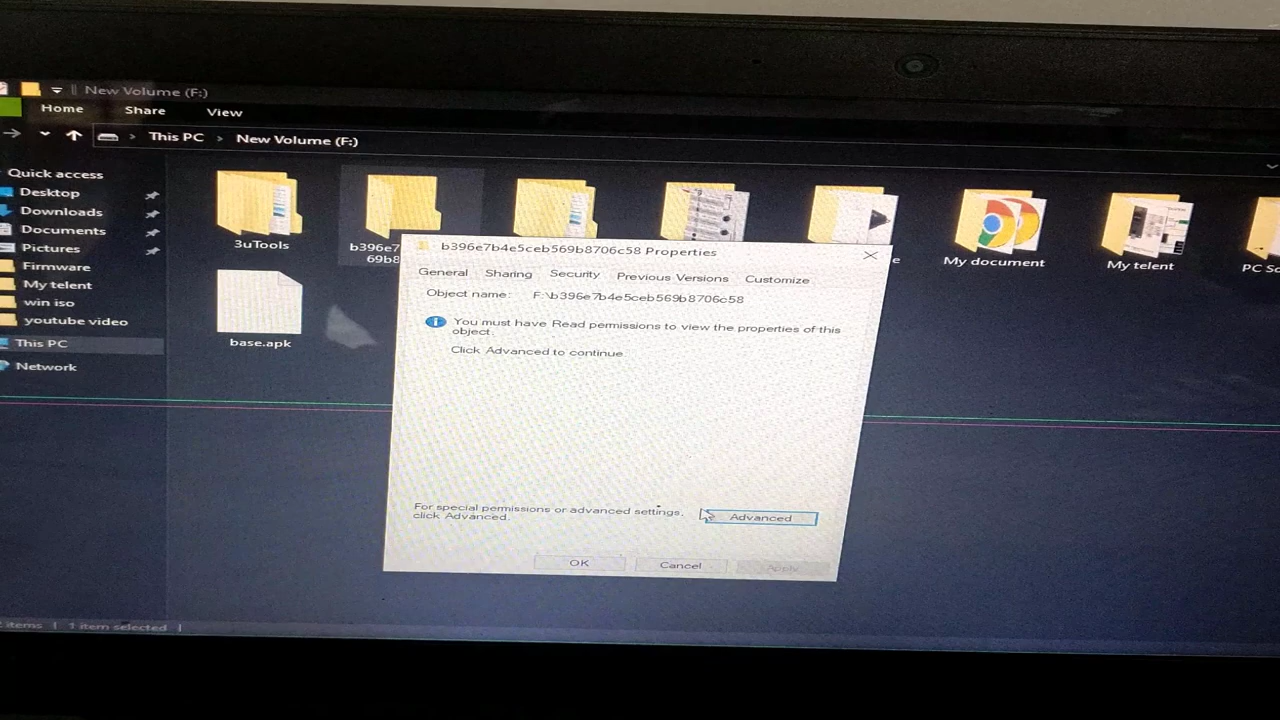 New Volume (F:)
Home Share View
This PC > New Volume (F:)
Quick access
Desktop
Downloads
Documents
Pictures
Firmware
My telent
win iso
youtube video
This PC
Network
3uTools
b396e7
69b8
My document
My telent
PC Sc
base.apk
b396e7b4e5ceb569b8706c58 Properties
General Sharing Security Previous Versions Customize
Object name: F:\b396e7b4e5ceb569b8706c58
You must have Read permissions to view the properties of this
object.
Click Advanced to continue.
For special permissions or advanced settings,
click Advanced.
Advanced
OK Cancel Apply
items 1 item selected